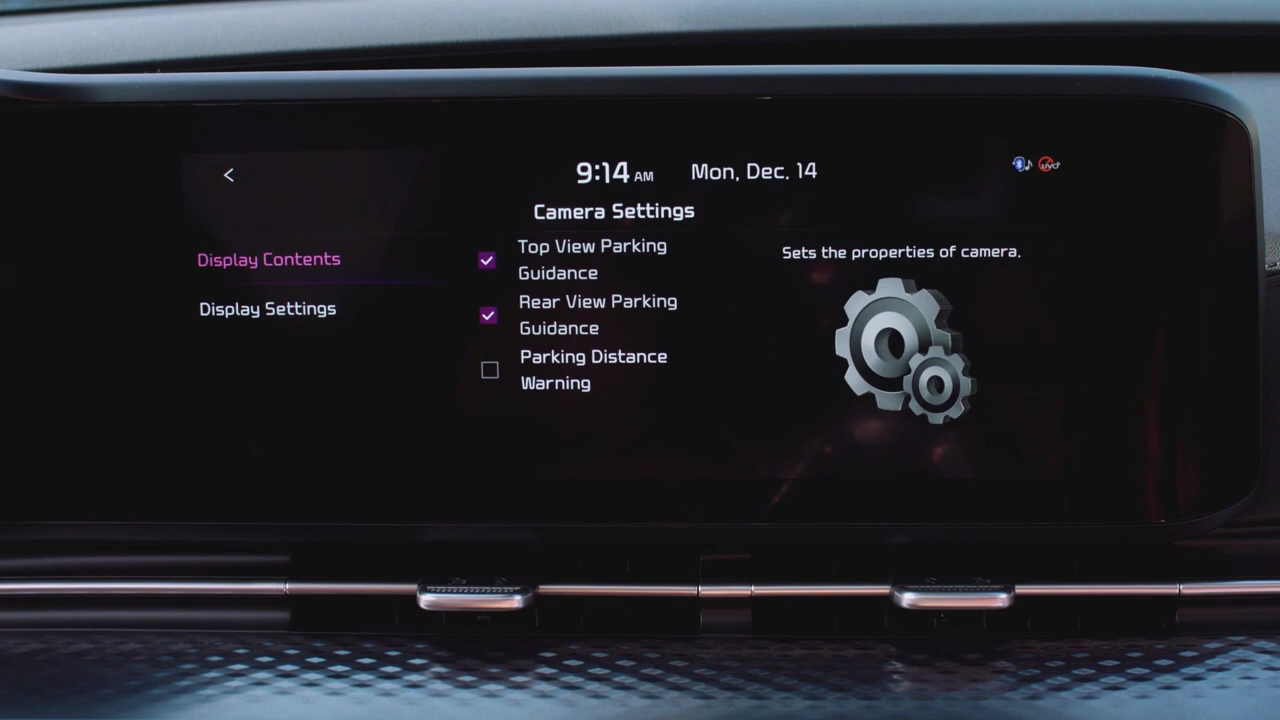 <
9:14 AM Mon, Dec. 14
UVO
Camera Settings
Display Contents
Display Settings
Top View Parking
Guidance
Rear View Parking
Guidance
Parking Distance
Warning
Sets the properties of camera.